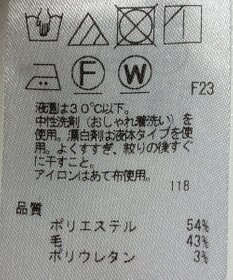 F W F23
液温は30℃以下。
中性洗剤（おしゃれ着洗い）を
使用。漂白剤は液体タイプを使
用。よくすすぎ、絞りの後すぐ
に干すこと。
アイロンはあて布使用。
118
品質
ポリエステル 54%
毛 43%
ポリウレタン 3%